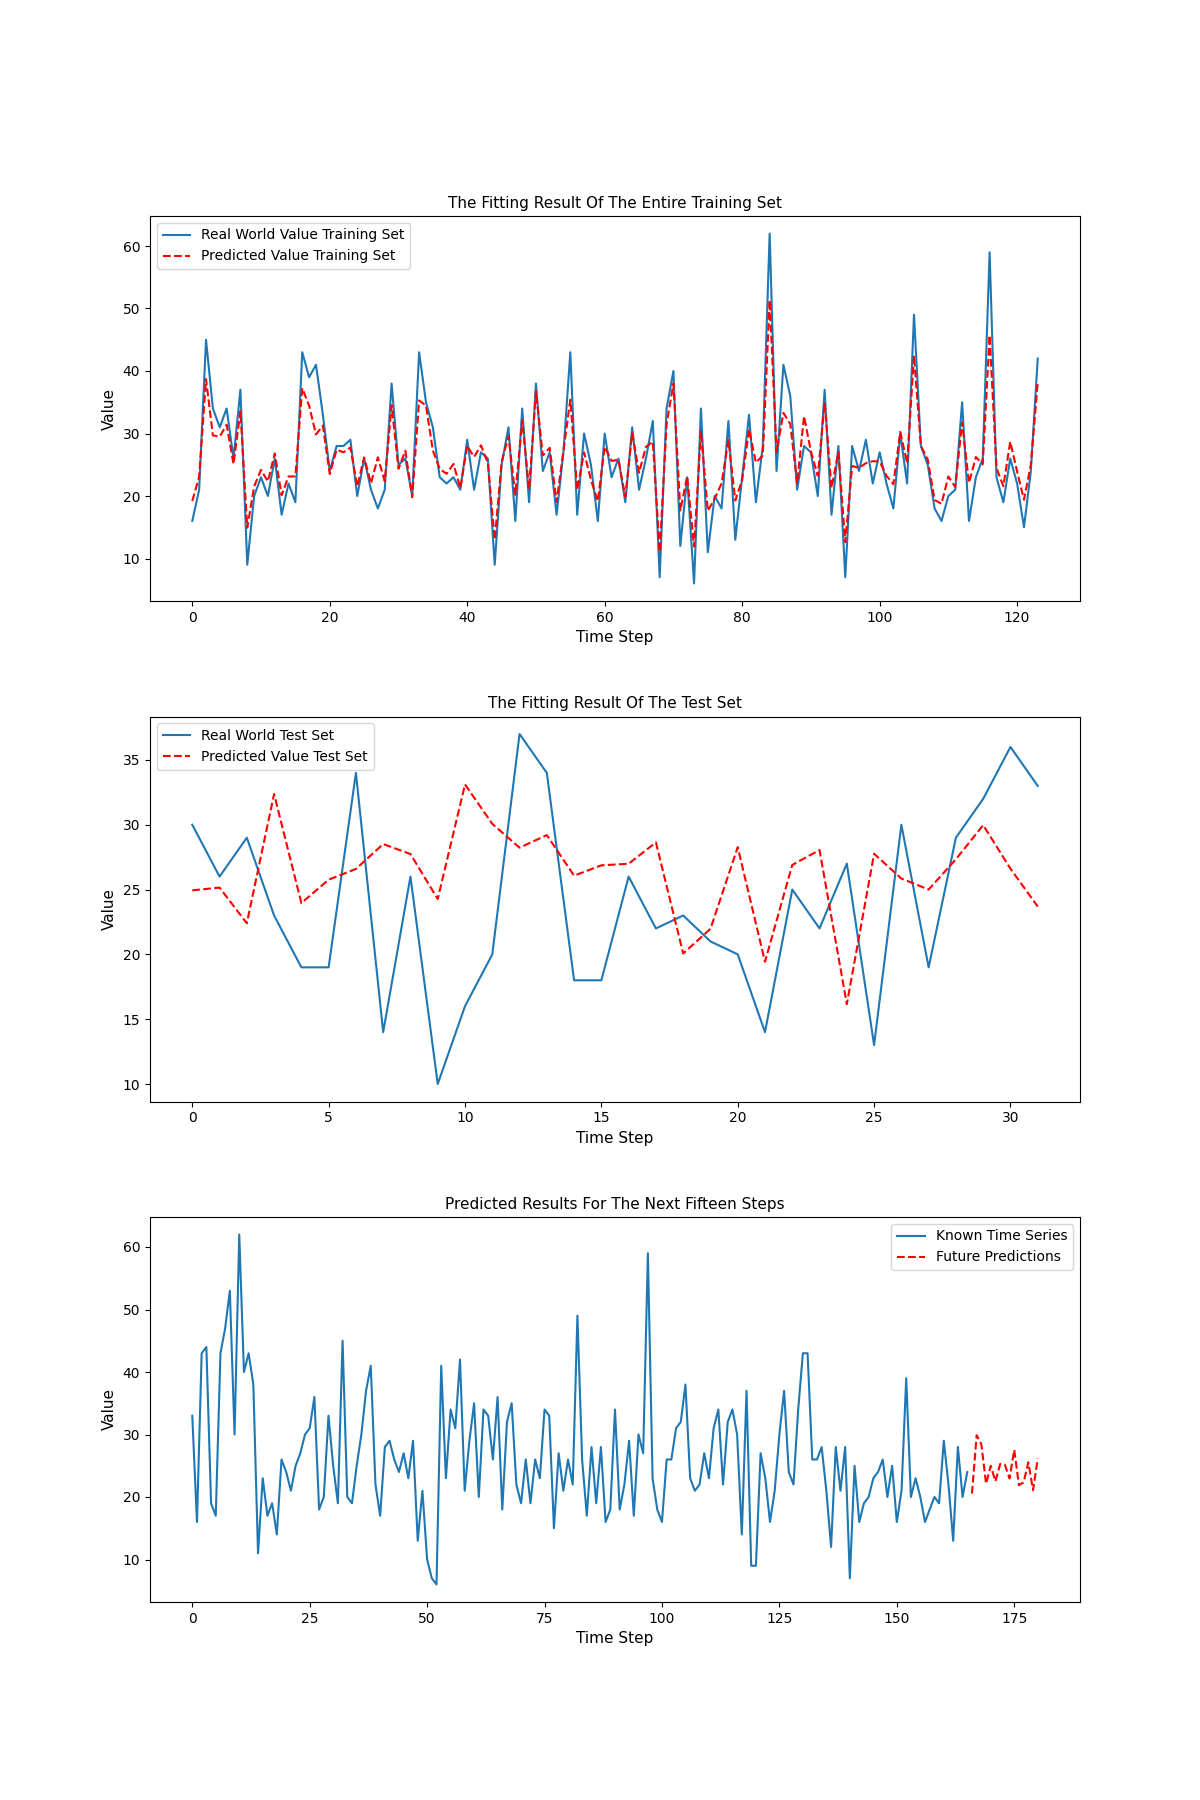 The Fitting Result Of The Entire Training Set
Real World Value Training Set
Predicted Value Training Set
60
50
40
30
20
10
Value
0 20 40 60 80 100 120
Time Step
The Fitting Result Of The Test Set
Real World Test Set
Predicted Value Test Set
35
30
25
20
15
10
Value
0 5 10 15 20 25 30
Time Step
Predicted Results For The Next Fifteen Steps
Known Time Series
Future Predictions
60
50
40
30
20
10
Value
0 25 50 75 100 125 150 175
Time Step